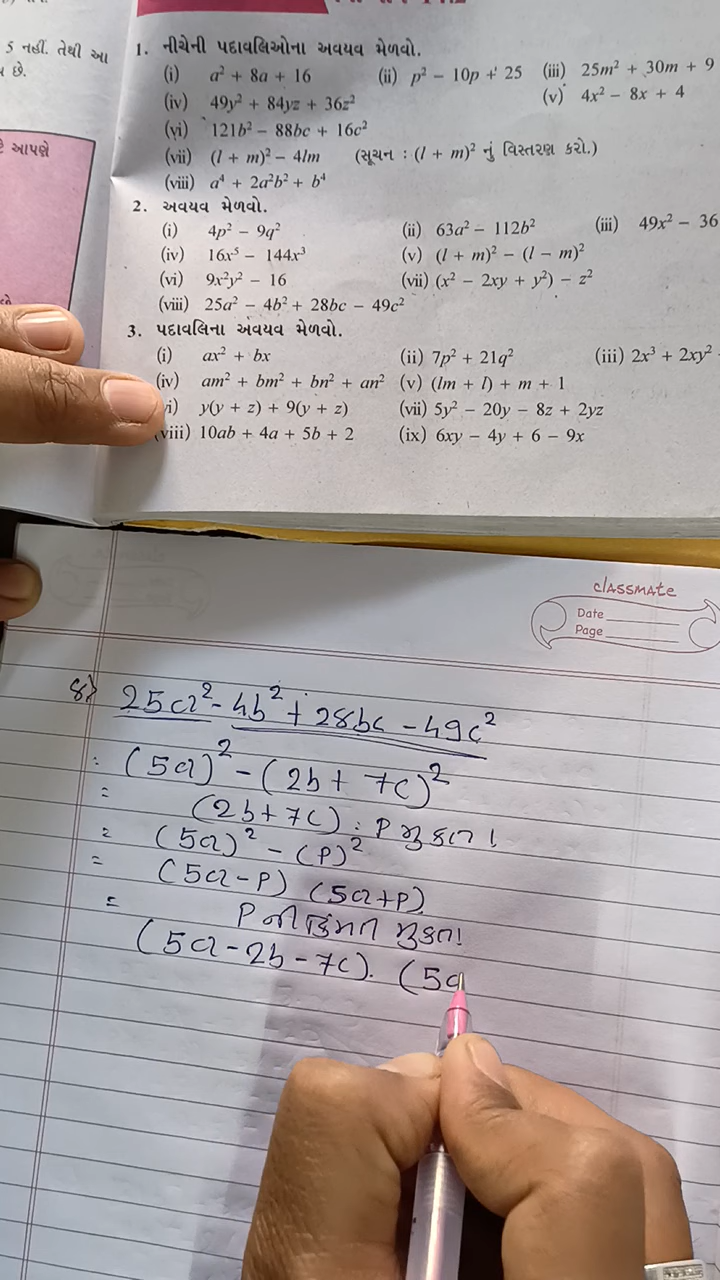 5 નહીં. તેથી આ
છે.
ટે આપણે
1. નીચેની પદાવલિઓના અવયવ મેળવો.
(i) a² + 8a + 16 (ii) p² – 10p + 25 (iii) 25m² + 30m + 9
(iv) 49y² + 84yz + 36z² (v) 4x² – 8x + 4
(vi) 121b² – 88bc + 16c²
(vii) (l + m)² – 4lm (સૂચન : (l + m)² નું વિસ્તરણ કરો.)
(viii) a⁴ + 2a²b² + b⁴
2. અવયવ મેળવો.
(i) 4p² – 9q² (ii) 63a² – 112b² (iii) 49x² – 36
(iv) 16x⁵ – 144x³ (v) (l + m)² – (l – m)²
(vi) 9x²y² – 16 (vii) (x² – 2xy + y²) – z²
(viii) 25a² – 4b² + 28bc – 49c²
3. પદાવલિના અવયવ મેળવો.
(i) ax² + bx (ii) 7p² + 21q² (iii) 2x³ + 2xy²
(iv) am² + bm² + bn² + an² (v) (lm + l) + m + 1
i) y(y + z) + 9(y + z) (vii) 5y² – 20y – 8z + 2yz
(viii) 10ab + 4a + 5b + 2 (ix) 6xy – 4y + 6 – 9x
classmate
Date
Page
8) 25a² - 4b² + 28bc - 49c²
: (5a)² - (2b + 7c)²
= (2b + 7c) : P મુકતા!
= (5a)² - (P)²
= (5a - P) (5a + P)
= P ની કિંમત મુકતા!
(5a - 2b - 7c). (5a